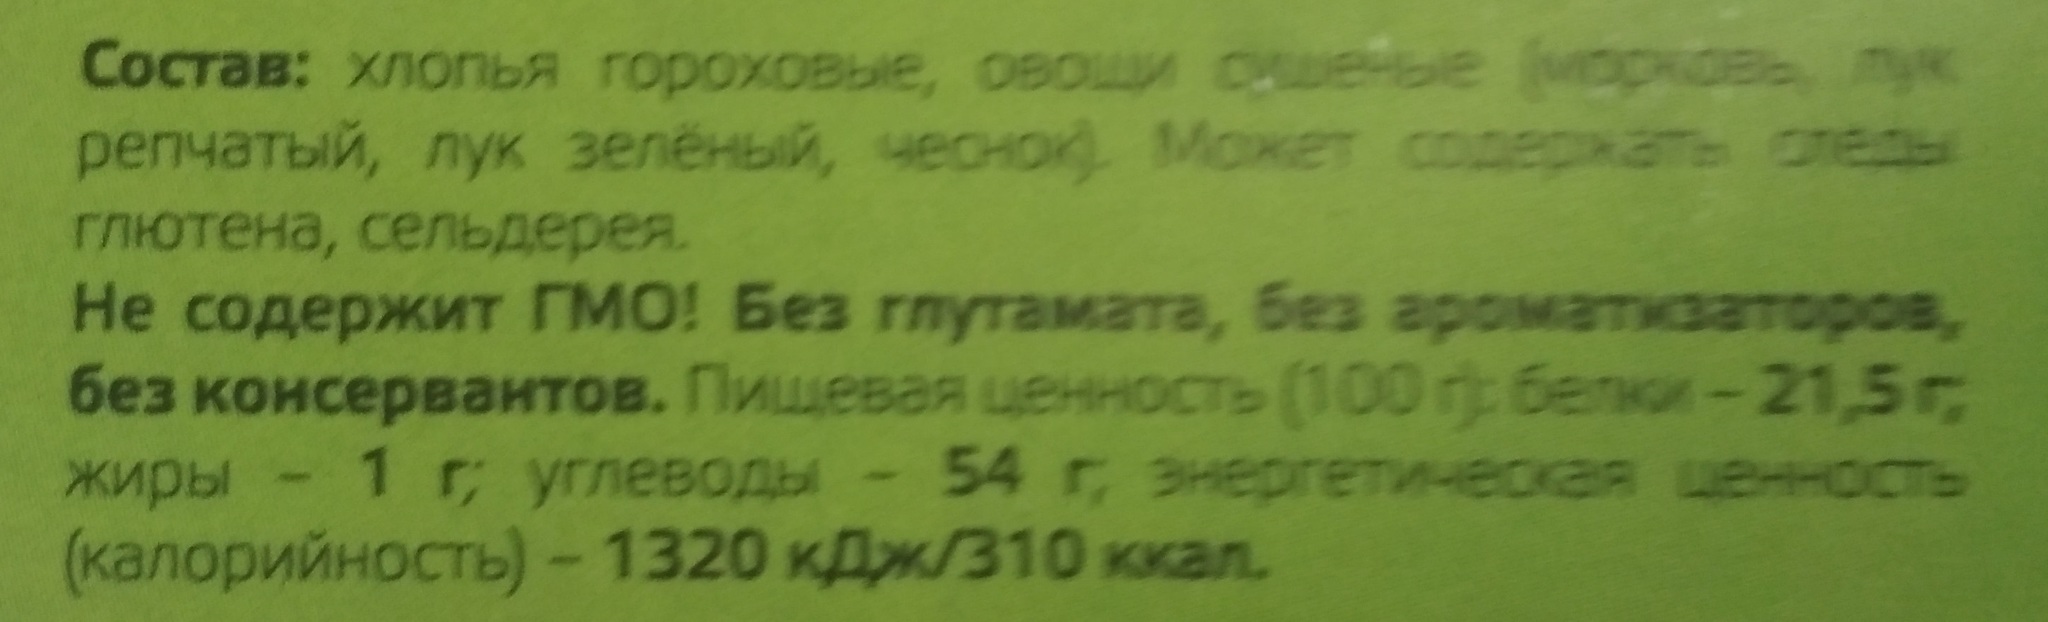 Состав: хлопья гороховые, овощи сушеные (морковь, лук
репчатый, лук зелёный, чеснок). Может содержать следы
глютена, сельдерея.
Не содержит ГМО! Без глутамата, без ароматизаторов,
без консервантов. Пищевая ценность (100 г): белки – 21,5 г;
жиры – 1 г; углеводы – 54 г; энергетическая ценность
(калорийность) – 1320 кДж/310 ккал.